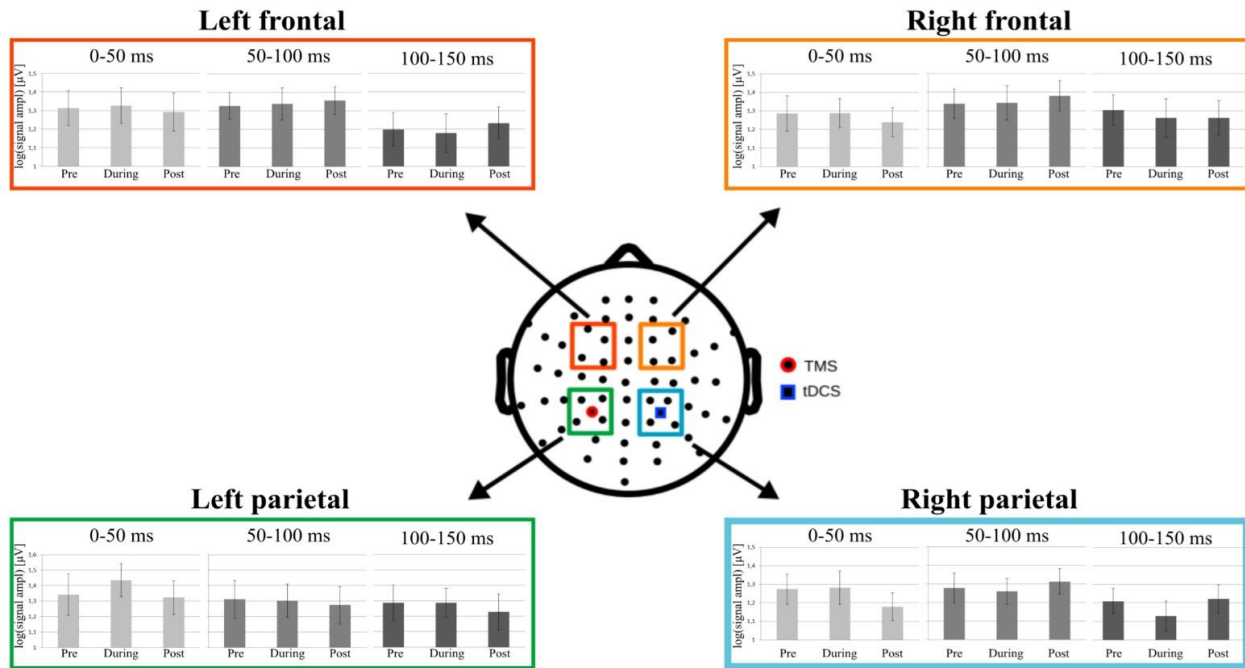 Left frontal
0-50 ms 50-100 ms 100-150 ms
log(signal ampl) [µV]
1,5
1,4
1,3
1,2
1,1
1
Pre During Post Pre During Post Pre During Post
Right frontal
0-50 ms 50-100 ms 100-150 ms
log(signal ampl) [µV]
1,5
1,4
1,3
1,2
1,1
1
Pre During Post Pre During Post Pre During Post
TMS
tDCS
Left parietal
0-50 ms 50-100 ms 100-150 ms
log(signal ampl) [µV]
1,6
1,5
1,4
1,3
1,2
1,1
1
Pre During Post Pre During Post Pre During Post
Right parietal
0-50 ms 50-100 ms 100-150 ms
log(signal ampl) [µV]
1,5
1,4
1,3
1,2
1,1
1
Pre During Post Pre During Post Pre During Post